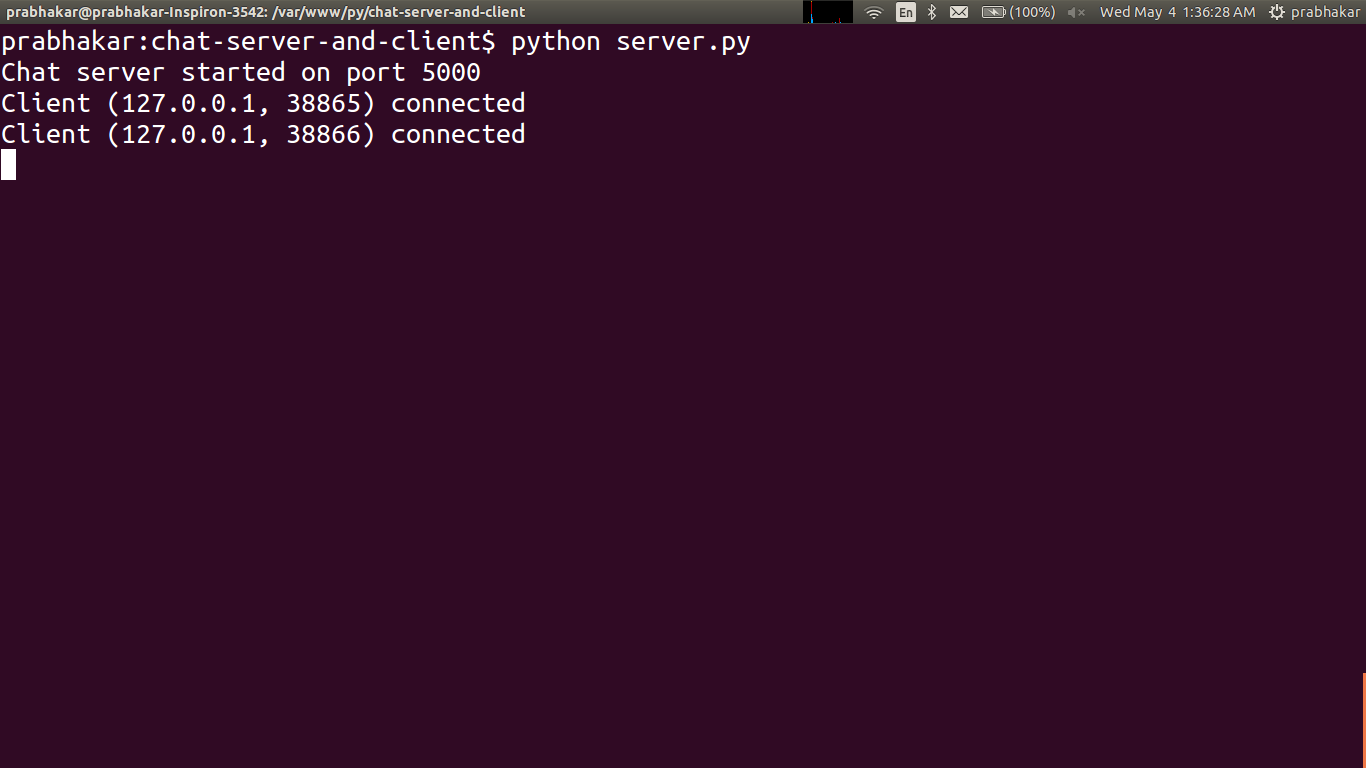 prabhakar@prabhakar-Inspiron-3542: /var/www/py/chat-server-and-client En (100%) Wed May 4 1:36:28 AM prabhakar
prabhakar:chat-server-and-client$ python server.py
Chat server started on port 5000
Client (127.0.0.1, 38865) connected
Client (127.0.0.1, 38866) connected